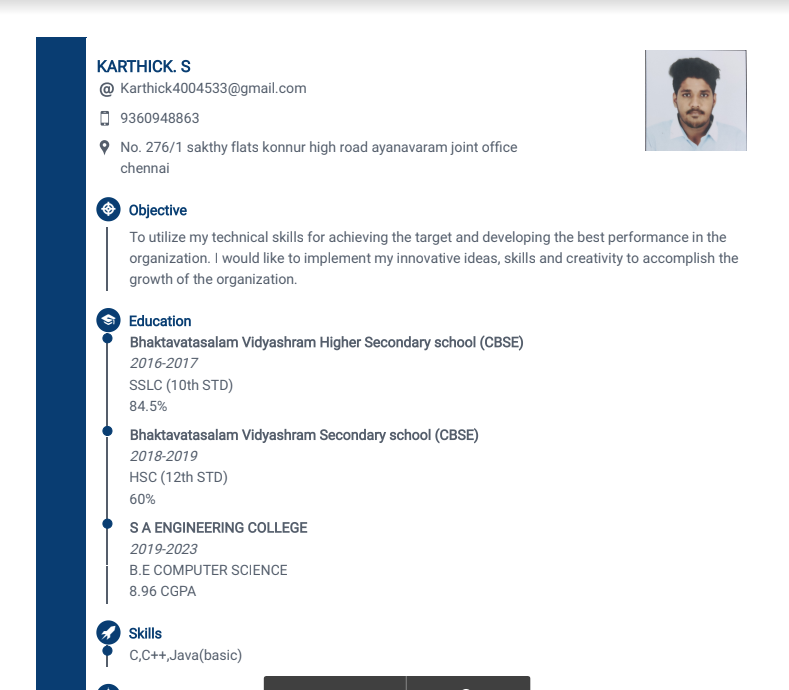 KARTHICK. S
Karthick4004533@gmail.com
9360948863
No. 276/1 sakthy flats konnur high road ayanavaram joint office
chennai
Objective
To utilize my technical skills for achieving the target and developing the best performance in the
organization. I would like to implement my innovative ideas, skills and creativity to accomplish the
growth of the organization.
Education
Bhaktavatasalam Vidyashram Higher Secondary school (CBSE)
2016-2017
SSLC (10th STD)
84.5%
Bhaktavatasalam Vidyashram Secondary school (CBSE)
2018-2019
HSC (12th STD)
60%
S A ENGINEERING COLLEGE
2019-2023
B.E COMPUTER SCIENCE
8.96 CGPA
Skills
C,C++,Java(basic)